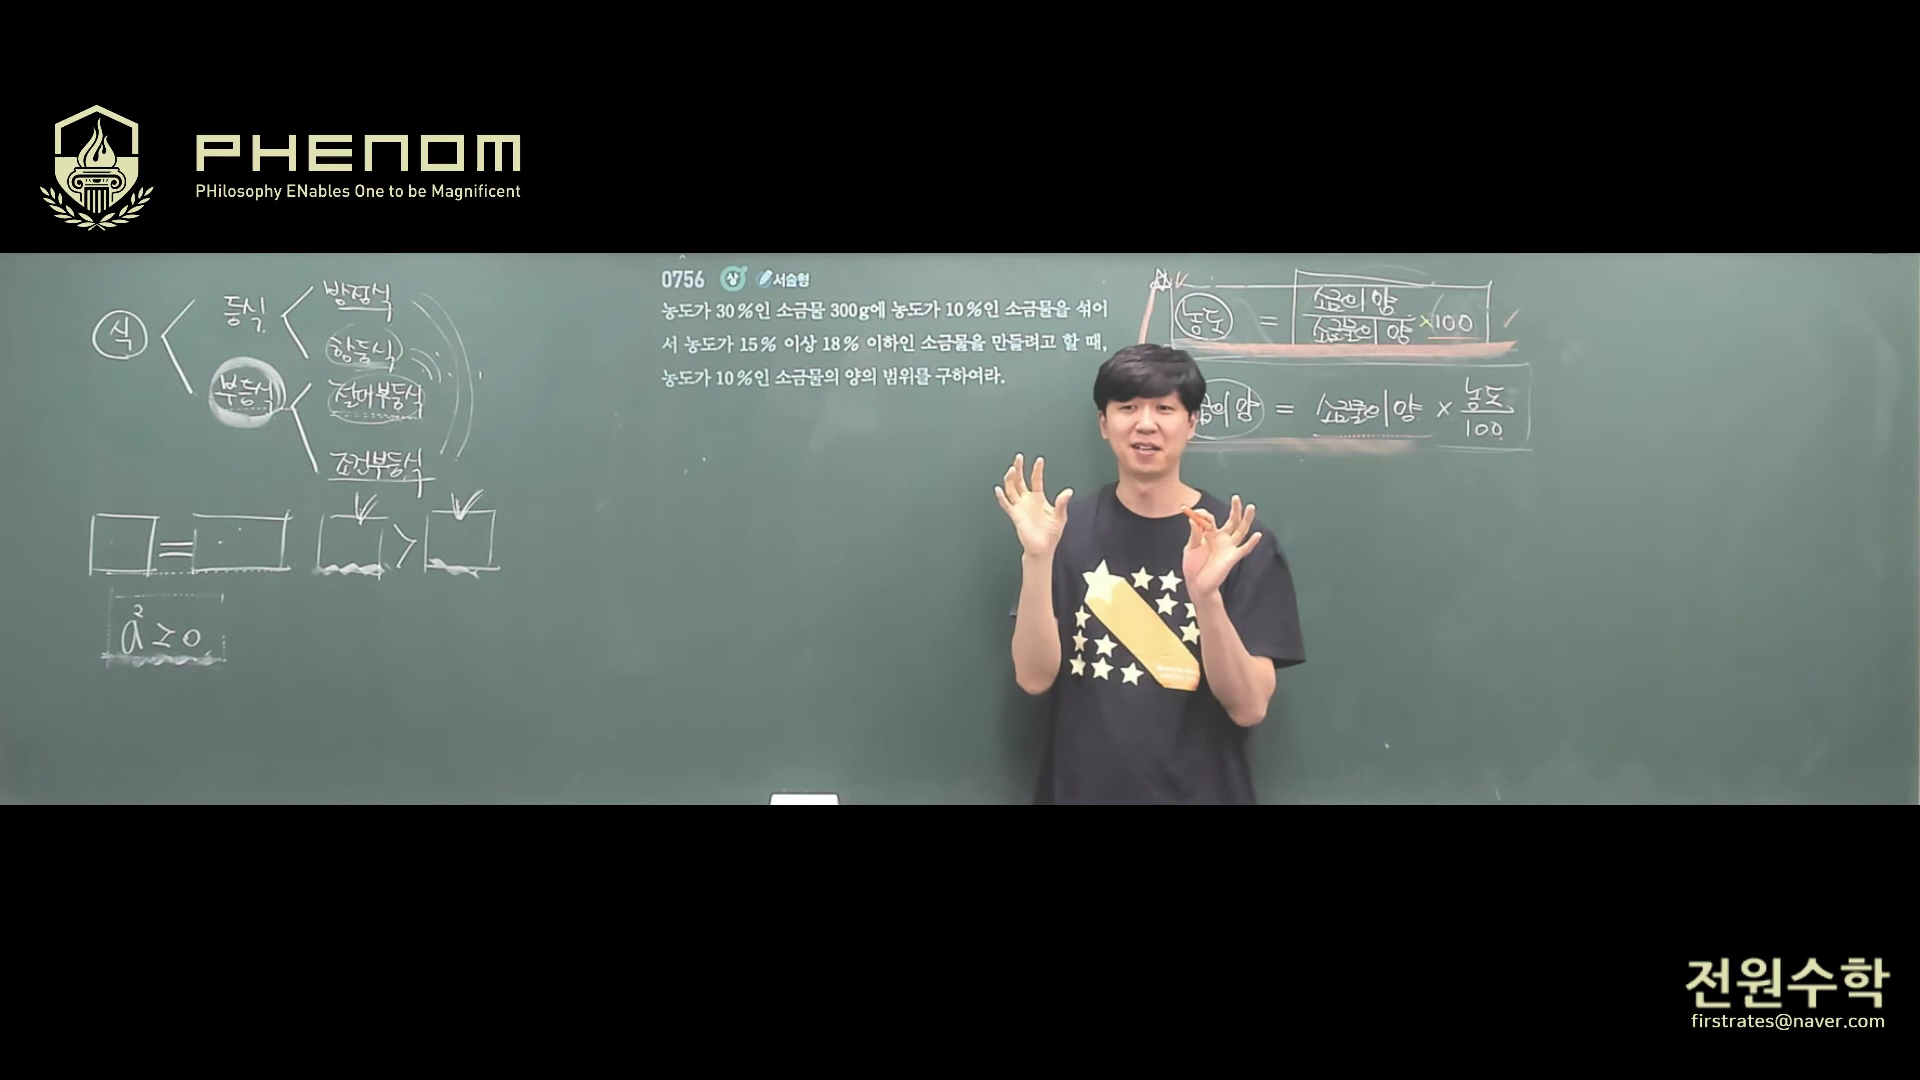 PHENOM
PHilosophy ENables One to be Magnificent
식
등식
방정식
항등식
부등식
절대부등식
조건부등식
=
>
a² ≥ 0
0756 상 서술형
농도가 30%인 소금물 300g에 농도가 10%인 소금물을 섞어
서 농도가 15% 이상 18% 이하인 소금물을 만들려고 할 때,
농도가 10%인 소금물의 양의 범위를 구하여라.
농도 = 소금의 양 / 소금물의 양 ×100
금의 양 = 소금물의 양 × 농도 / 100
전원수학
firstrates@naver.com